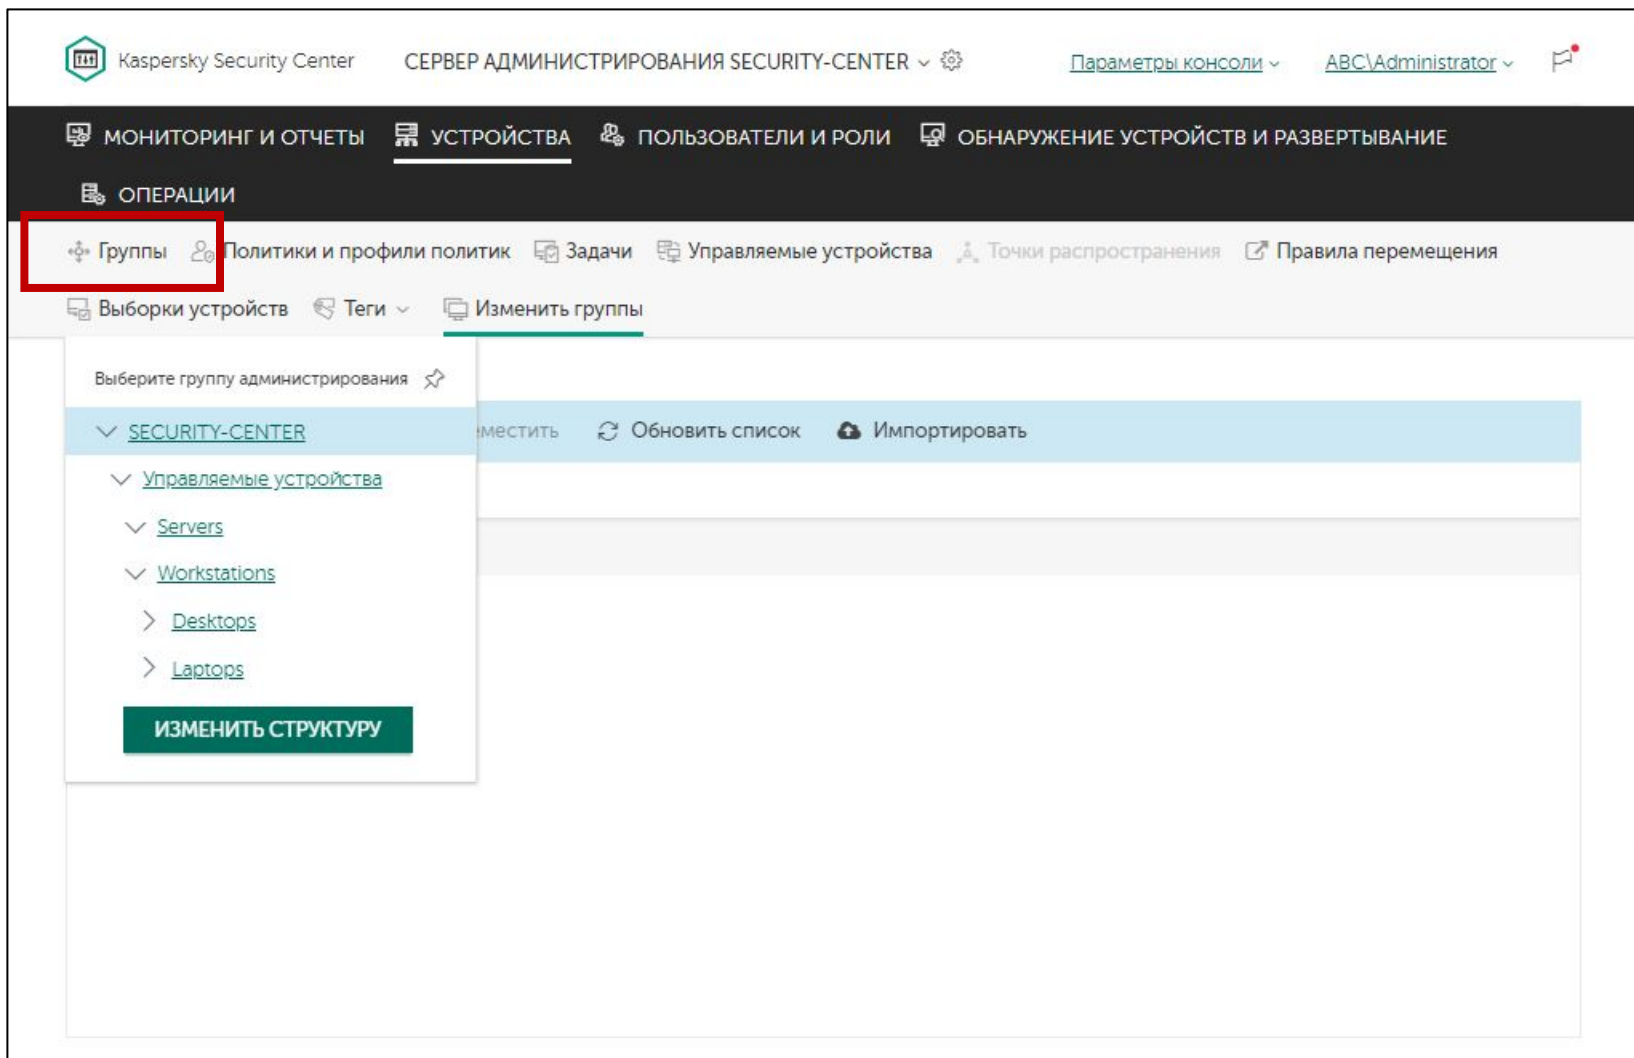 Kaspersky Security Center СЕРВЕР АДМИНИСТРИРОВАНИЯ SECURITY-CENTER Параметры консоли ABC\Administrator
МОНИТОРИНГ И ОТЧЕТЫ УСТРОЙСТВА ПОЛЬЗОВАТЕЛИ И РОЛИ ОБНАРУЖЕНИЕ УСТРОЙСТВ И РАЗВЕРТЫВАНИЕ
ОПЕРАЦИИ
Группы Политики и профили политик Задачи Управляемые устройства Точки распространения Правила перемещения
Выборки устройств Теги Изменить группы
Выберите группу администрирования
SECURITY-CENTER еместить Обновить список Импортировать
Управляемые устройства
Servers
Workstations
Desktops
Laptops
ИЗМЕНИТЬ СТРУКТУРУ